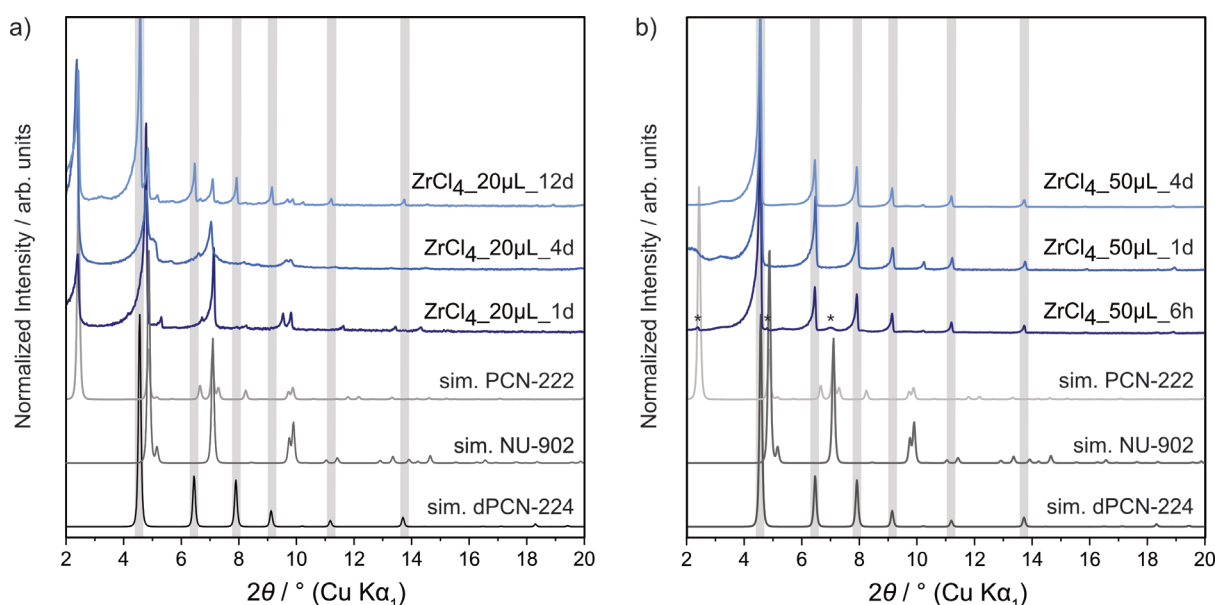 a)
Normalized Intensity / arb. units
ZrCl4_20µL_12d
ZrCl4_20µL_4d
ZrCl4_20µL_1d
sim. PCN-222
sim. NU-902
sim. dPCN-224
2 4 6 8 10 12 14 16 18 20
2θ / ° (Cu Kα1)
b)
Normalized Intensity / arb. units
ZrCl4_50µL_4d
ZrCl4_50µL_1d
ZrCl4_50µL_6h
* * *
sim. PCN-222
sim. NU-902
sim. dPCN-224
2 4 6 8 10 12 14 16 18 20
2θ / ° (Cu Kα1)